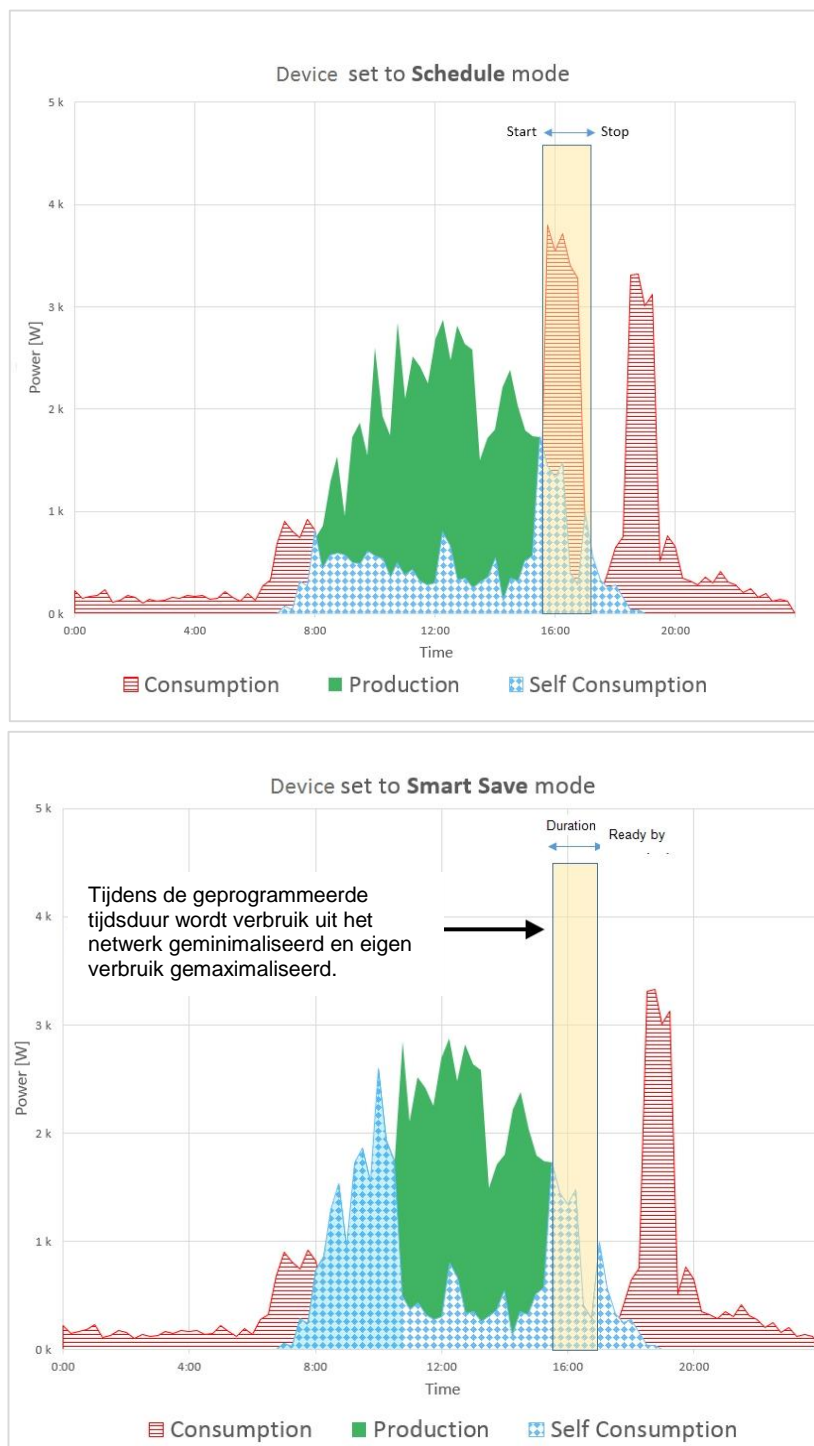 Device set to Schedule mode
5 k
Start
Stop
4 k
3 k
Power [W]
2 k
1 k
0 k
0:00
4:00
8:00
12:00
16:00
20:00
Time
Consumption
Production
Self Consumption
Device set to Smart Save mode
5 k
Duration
Ready by
Tijdens de geprogrammeerde
tijdsduur wordt verbruik uit het
netwerk geminimaliseerd en eigen
verbruik gemaximaliseerd.
4 k
3 k
Power [W]
2 k
1 k
0 k
0:00
4:00
8:00
12:00
16:00
20:00
Time
Consumption
Production
Self Consumption